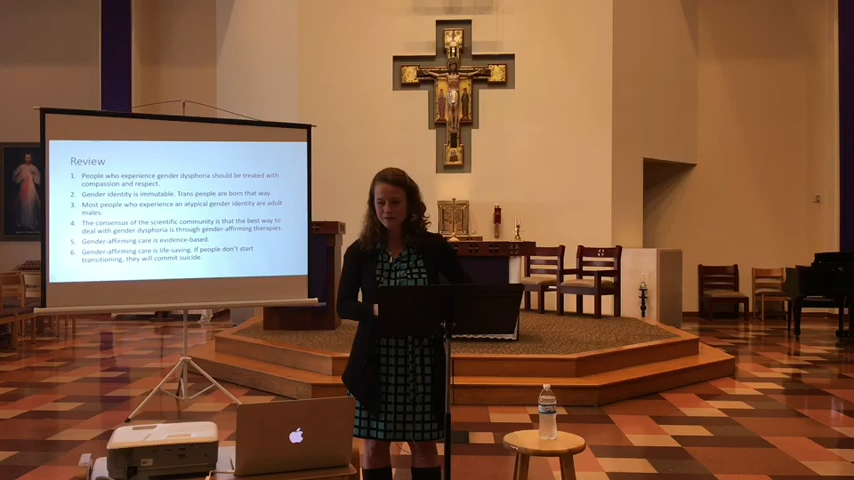 Review
1. People who experience gender dysphoria should be treated with
compassion and respect.
2. Gender identity is immutable. Trans people are born that way.
3. Most people who experience an atypical gender identity are adult
males.
4. The consensus of the scientific community is that the best way to
deal with gender dysphoria is through gender-affirming therapies.
5. Gender-affirming care is evidence-based.
6. Gender-affirming care is life-saving. If people don't start
transitioning, they will commit suicide.